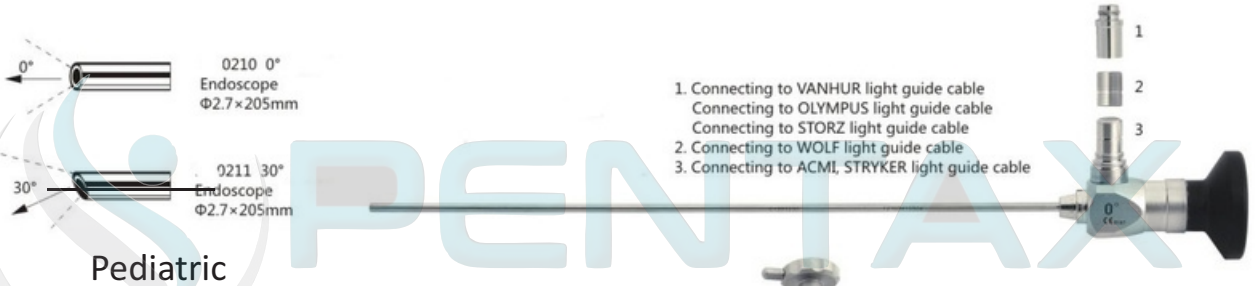 0°
0210 0°
Endoscope
Φ2.7×205mm
30°
0211 30°
Endoscope
Φ2.7×205mm
Pediatric
1. Connecting to VANHUR light guide cable
Connecting to OLYMPUS light guide cable
Connecting to STORZ light guide cable
2. Connecting to WOLF light guide cable
3. Connecting to ACMI, STRYKER light guide cable
1
2
3
0°
CE
PENTAX